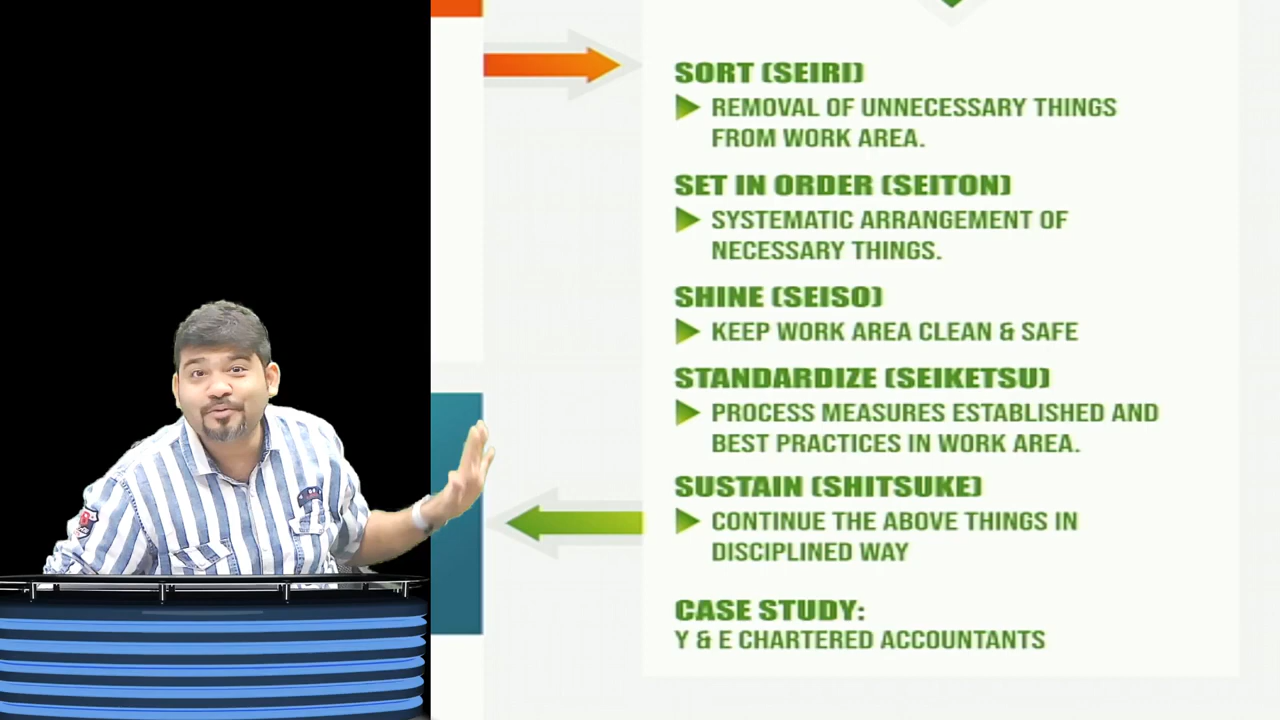 SORT (SEIRI)
REMOVAL OF UNNECESSARY THINGS
FROM WORK AREA.
SET IN ORDER (SEITON)
SYSTEMATIC ARRANGEMENT OF
NECESSARY THINGS.
SHINE (SEISO)
KEEP WORK AREA CLEAN & SAFE
STANDARDIZE (SEIKETSU)
PROCESS MEASURES ESTABLISHED AND
BEST PRACTICES IN WORK AREA.
SUSTAIN (SHITSUKE)
CONTINUE THE ABOVE THINGS IN
DISCIPLINED WAY
CASE STUDY:
Y & E CHARTERED ACCOUNTANTS